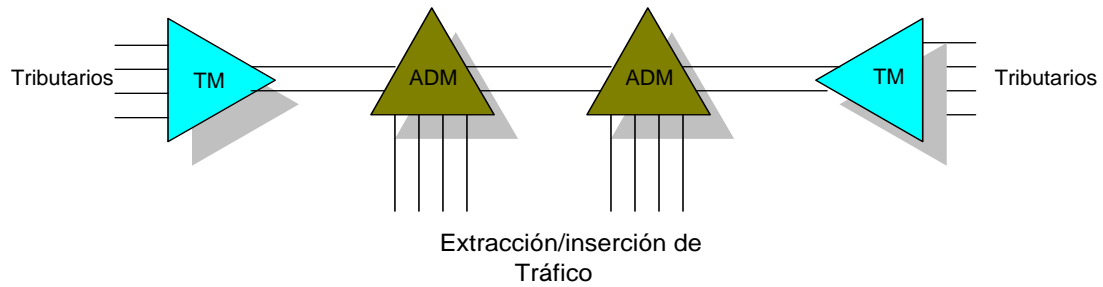 Tributarios
TM
ADM
ADM
TM
Tributarios
Extracción/inserción de
Tráfico